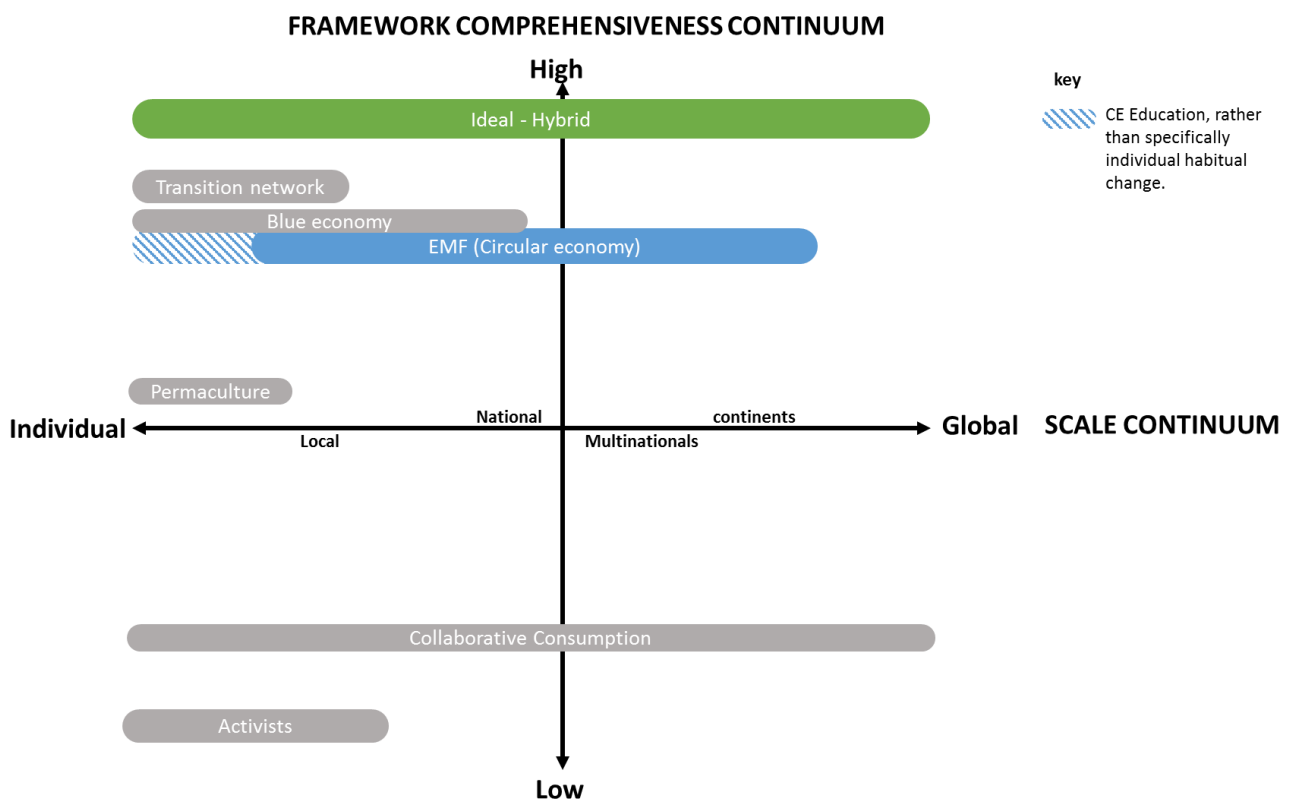 FRAMEWORK COMPREHENSIVENESS CONTINUUM
High
key
Ideal - Hybrid
CE Education, rather
than specifically
individual habitual
change.
Transition network
Blue economy
EMF (Circular economy)
Permaculture
National
continents
Individual
Global
SCALE CONTINUUM
Local
Multinationals
Collaborative Consumption
Activists
Low